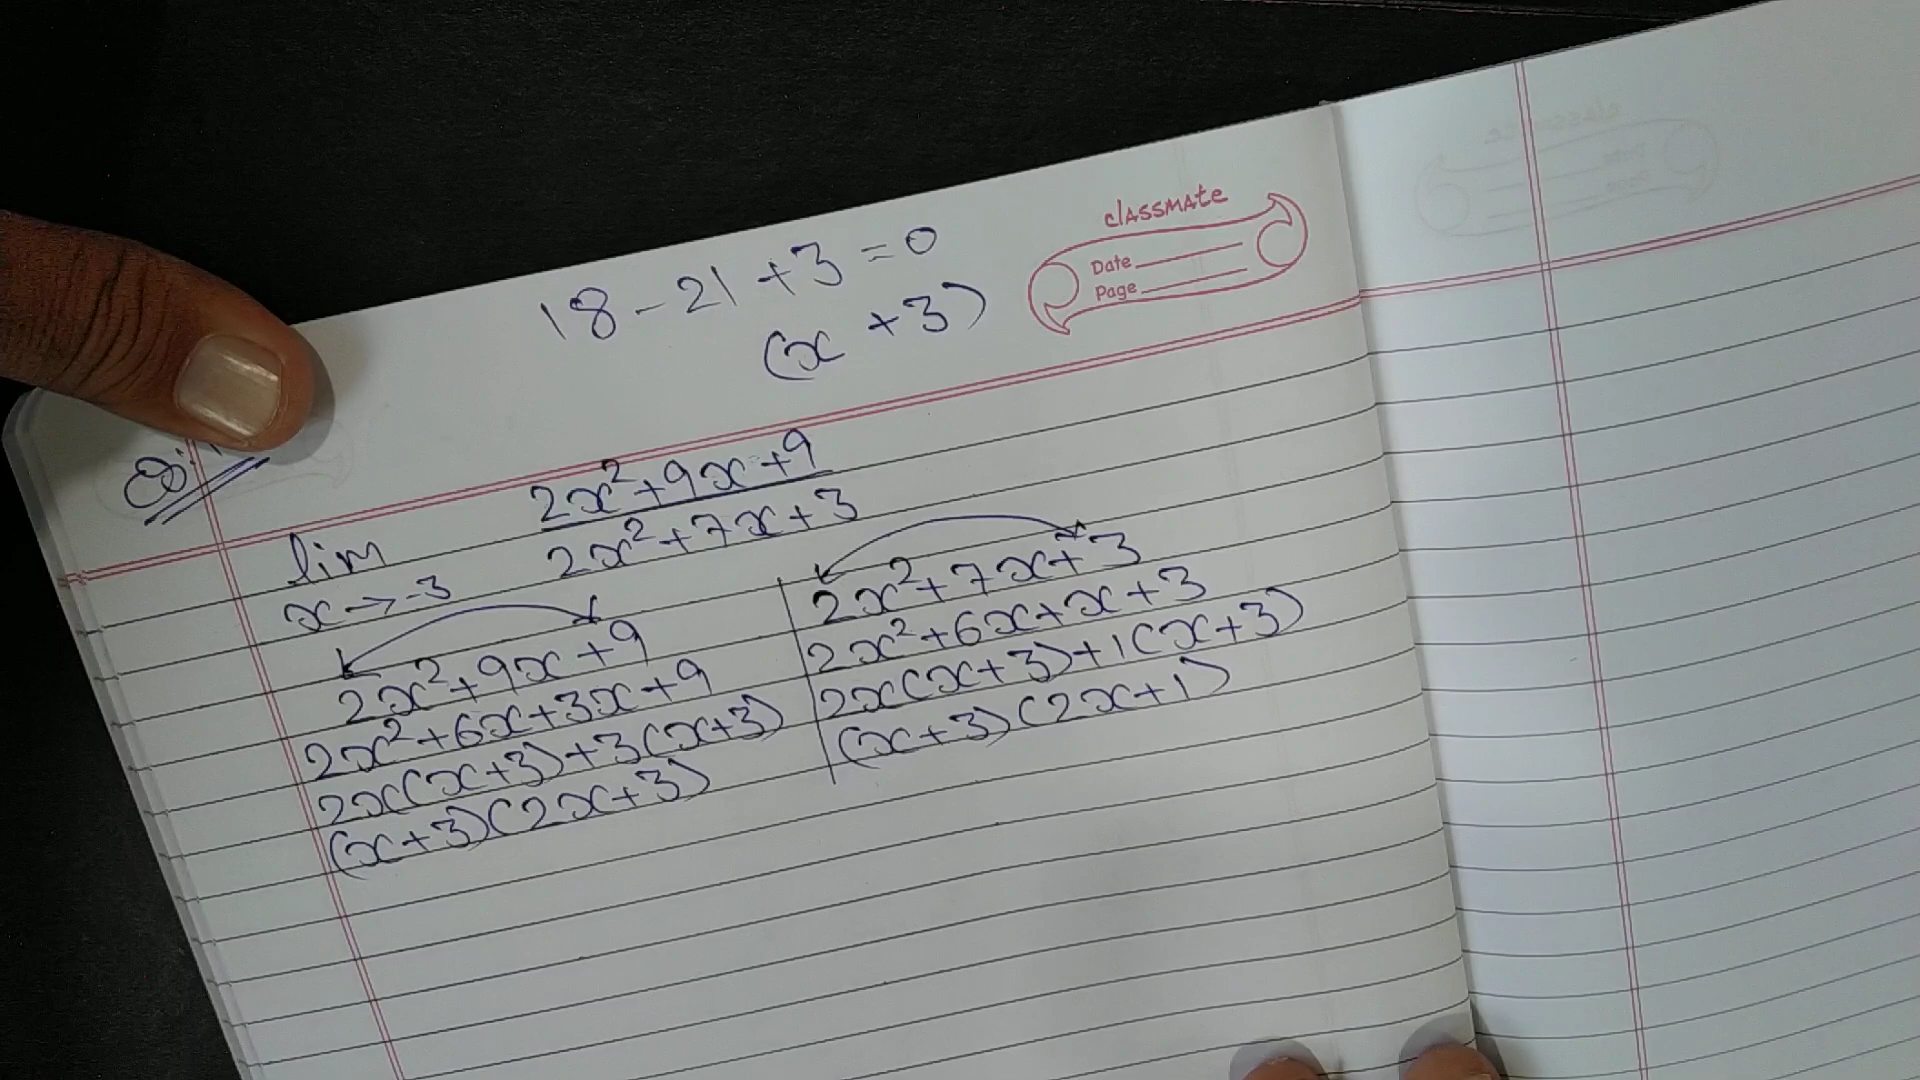 18 - 21 + 3 = 0
(x + 3)
classmate
Date
Page
lim x→-3 (2x²+9x+9)/(2x²+7x+3)
2x²+9x+9
2x²+6x+3x+9
2x(x+3)+3(x+3)
(x+3)(2x+3)
2x²+7x+3
2x²+6x+x+3
2x(x+3)+1(x+3)
(x+3)(2x+1)